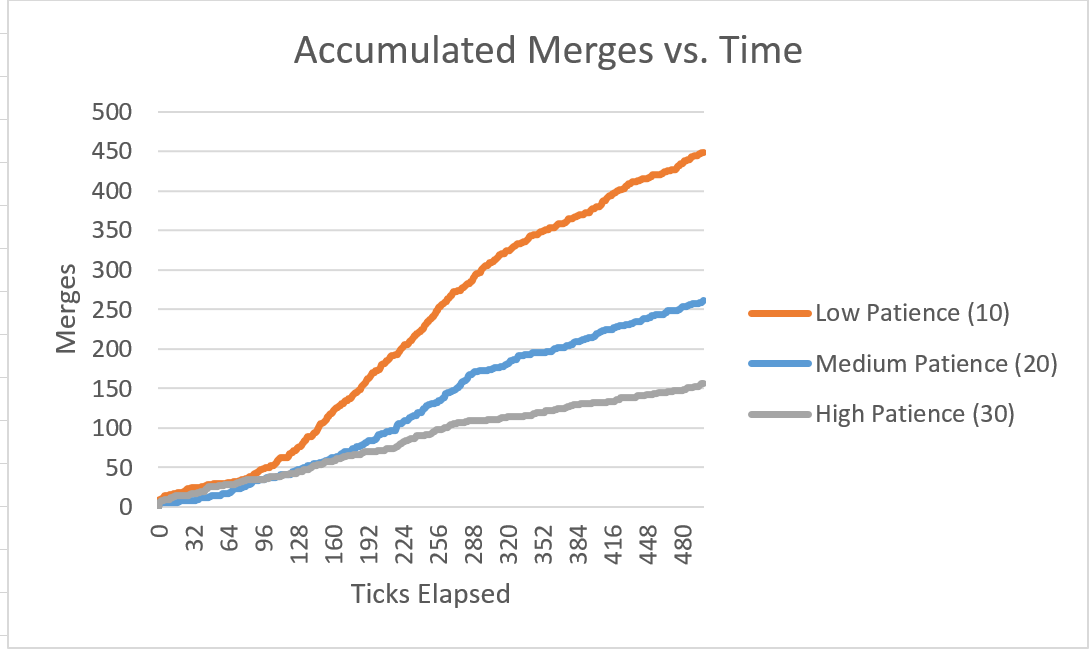 Accumulated Merges vs. Time
500
450
400
350
300
250
200
150
100
50
0
Merges
0 32 64 96 128 160 192 224 256 288 320 352 384 416 448 480
Ticks Elapsed
Low Patience (10)
Medium Patience (20)
High Patience (30)